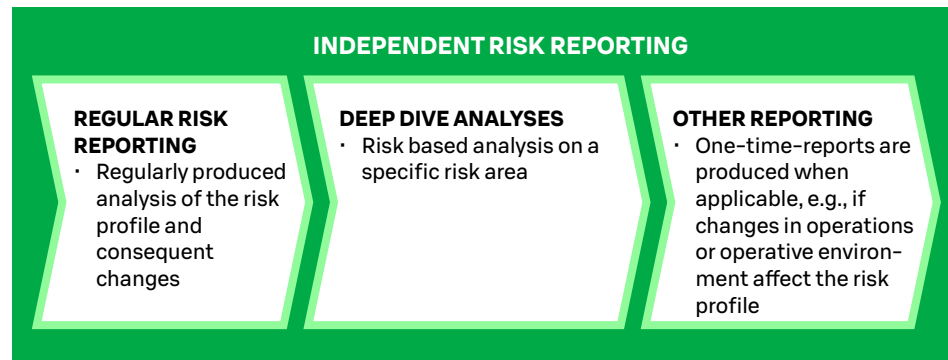 INDEPENDENT RISK REPORTING
REGULAR RISK
REPORTING
· Regularly produced
analysis of the risk
profile and
consequent
changes
DEEP DIVE ANALYSES
· Risk based analysis on a
specific risk area
OTHER REPORTING
· One-time-reports are
produced when
applicable, e.g., if
changes in operations
or operative environ-
ment affect the risk
profile